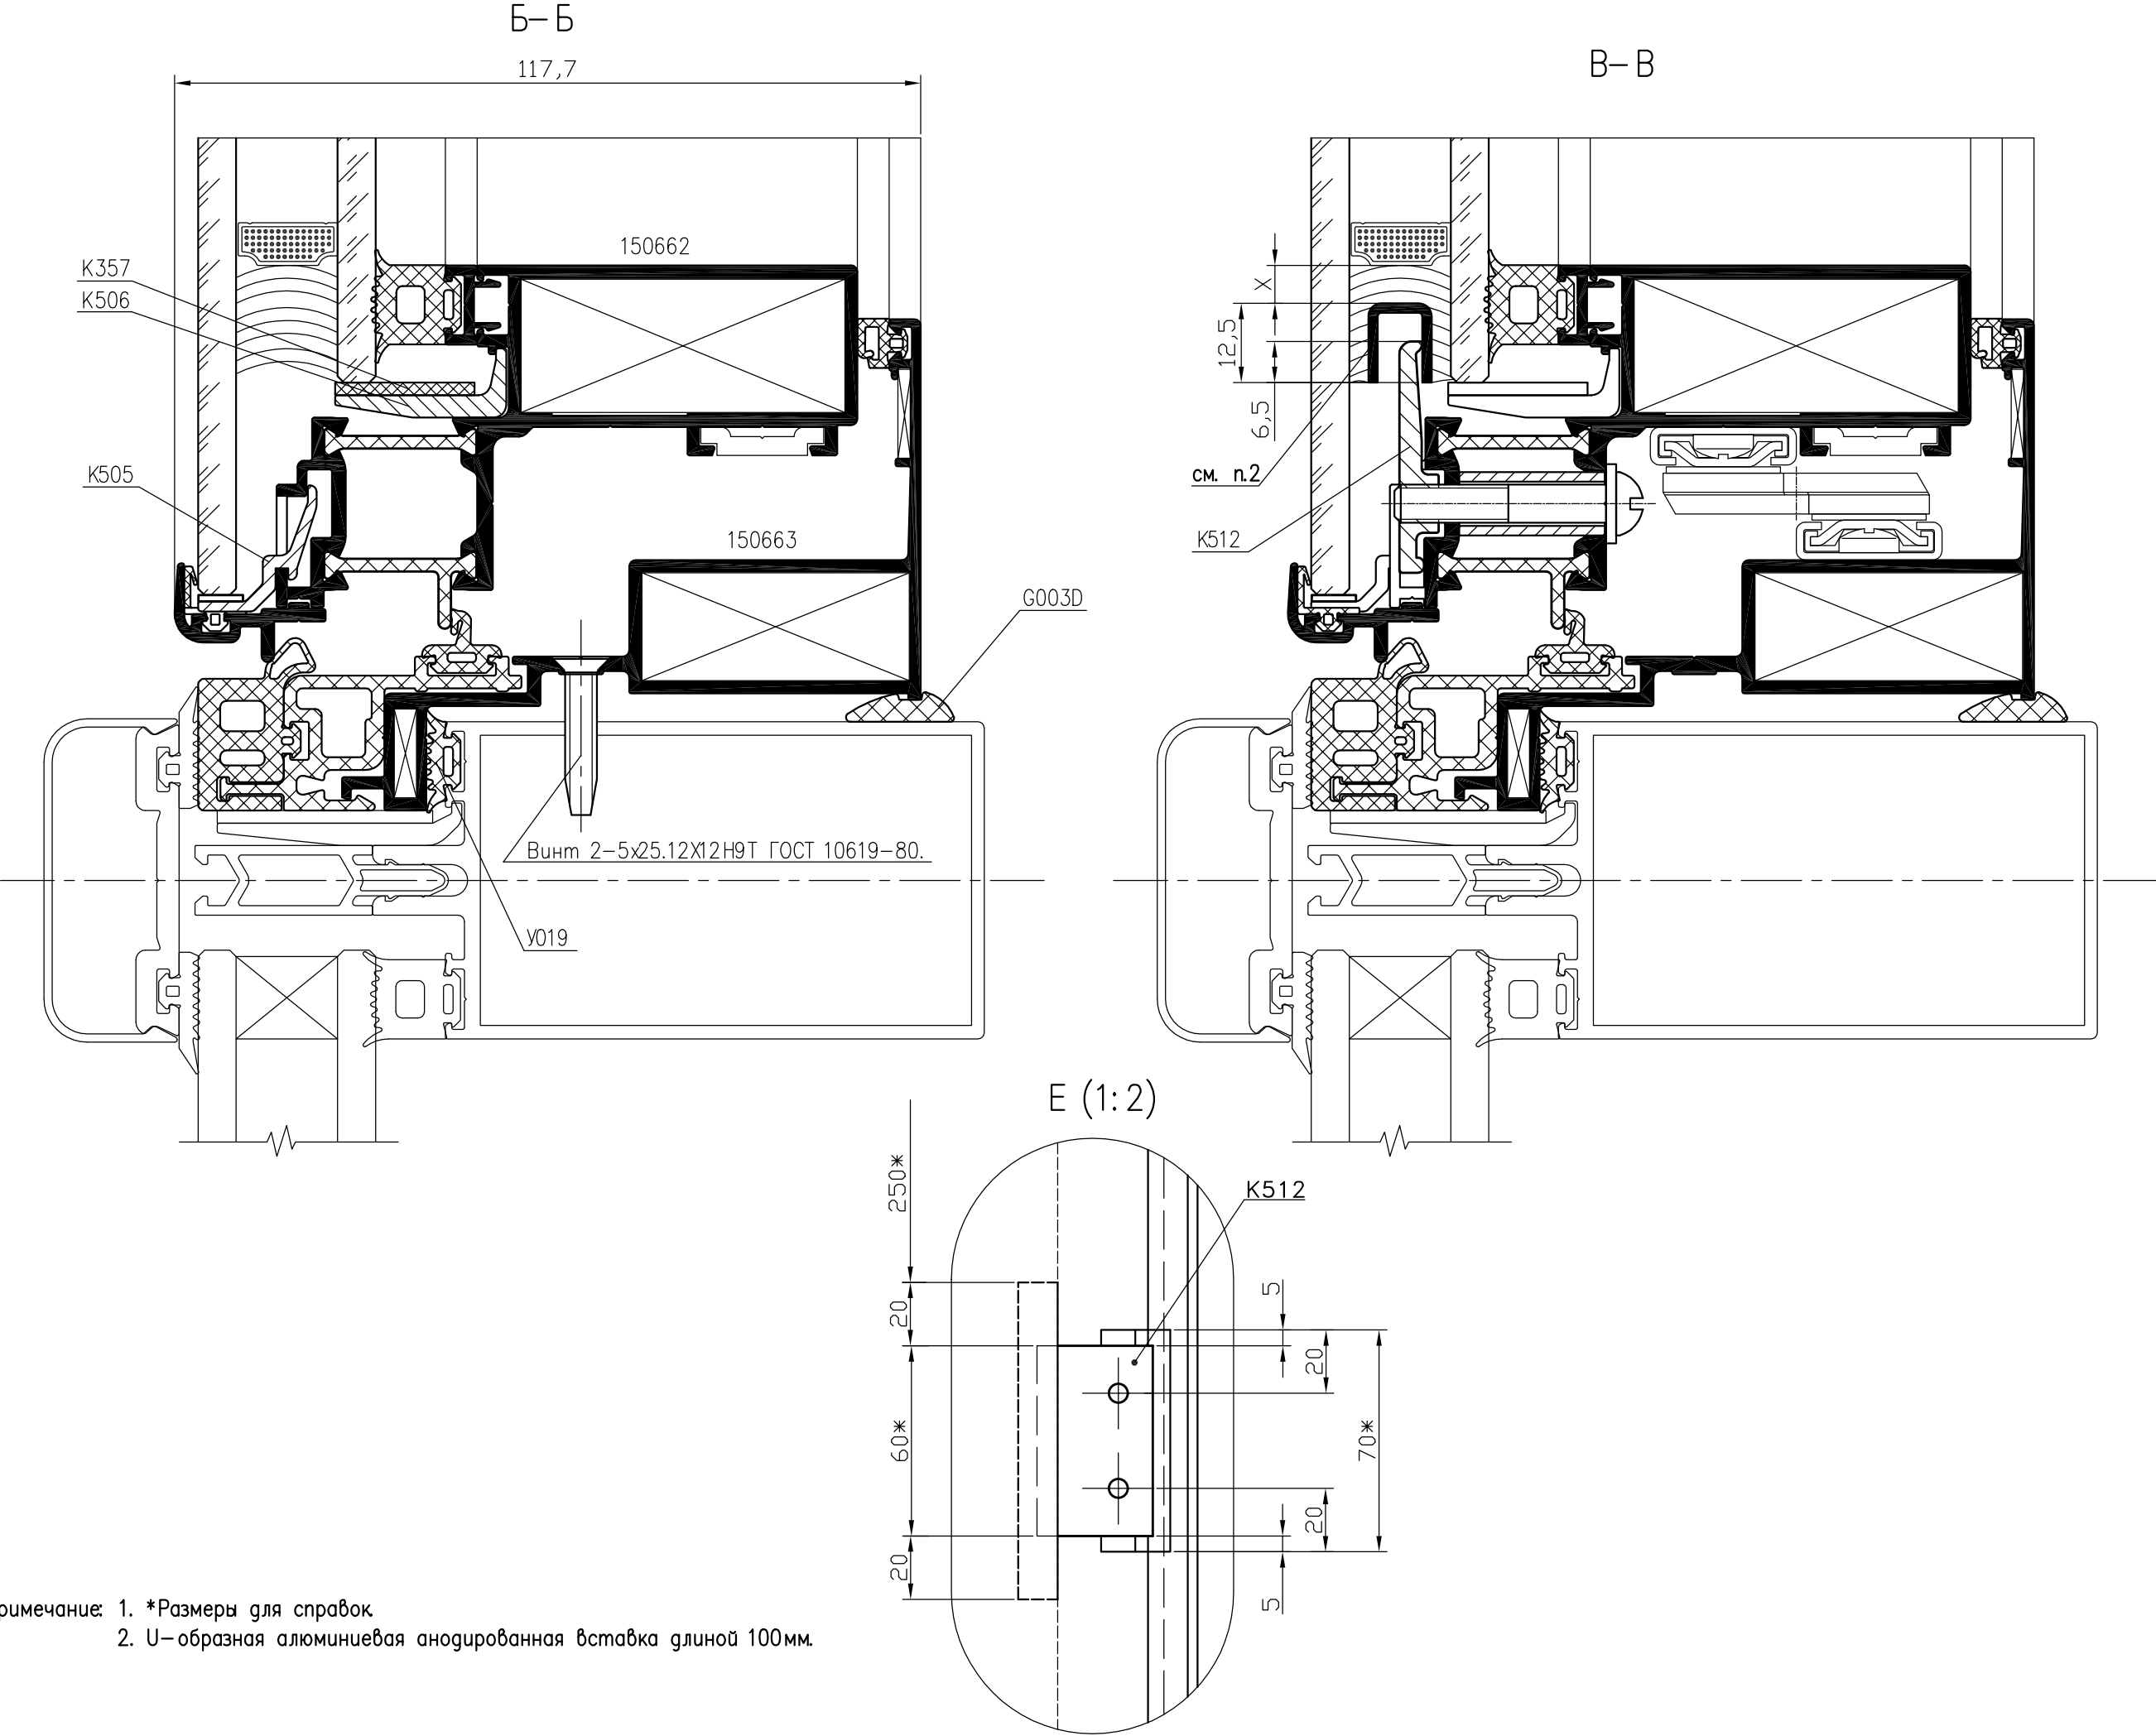 Б–Б
117,7
150662
К357
К506
К505
150663
G003D
Винт 2–5х25.12Х12Н9Т ГОСТ 10619–80.
У019
В–В
X
12,5
6,5
см. п.2
К512
Е (1:2)
250*
20
60*
20
К512
5
20
70*
20
5
римечание: 1. *Размеры для справок.
2. U–образная алюминиевая анодированная вставка длиной 100мм.